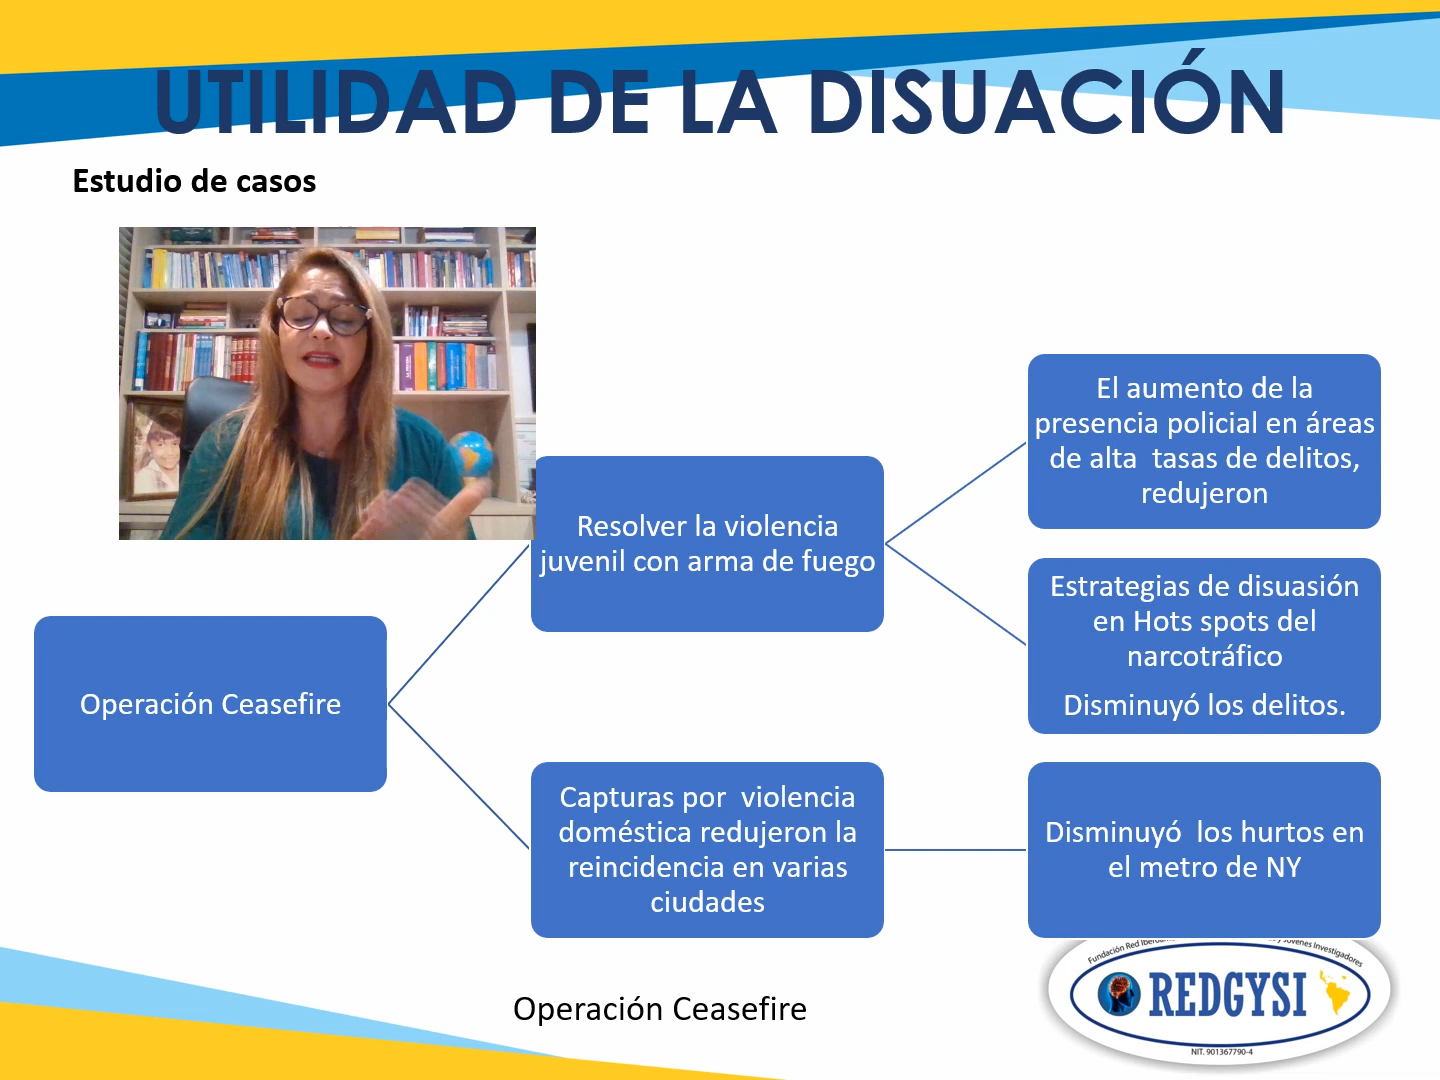 UTILIDAD DE LA DISUACIÓN
Estudio de casos
Operación Ceasefire
Resolver la violencia
juvenil con arma de fuego
El aumento de la
presencia policial en áreas
de alta  tasas de delitos,
redujeron
Estrategias de disuasión
en Hots spots del
narcotráfico
Disminuyó los delitos.
Capturas por  violencia
doméstica redujeron la
reincidencia en varias
ciudades
Disminuyó  los hurtos en
el metro de NY
Operación Ceasefire
Fundación Red
y Jóvenes Investigadores
REDGYSI
NIT. 901367790-4